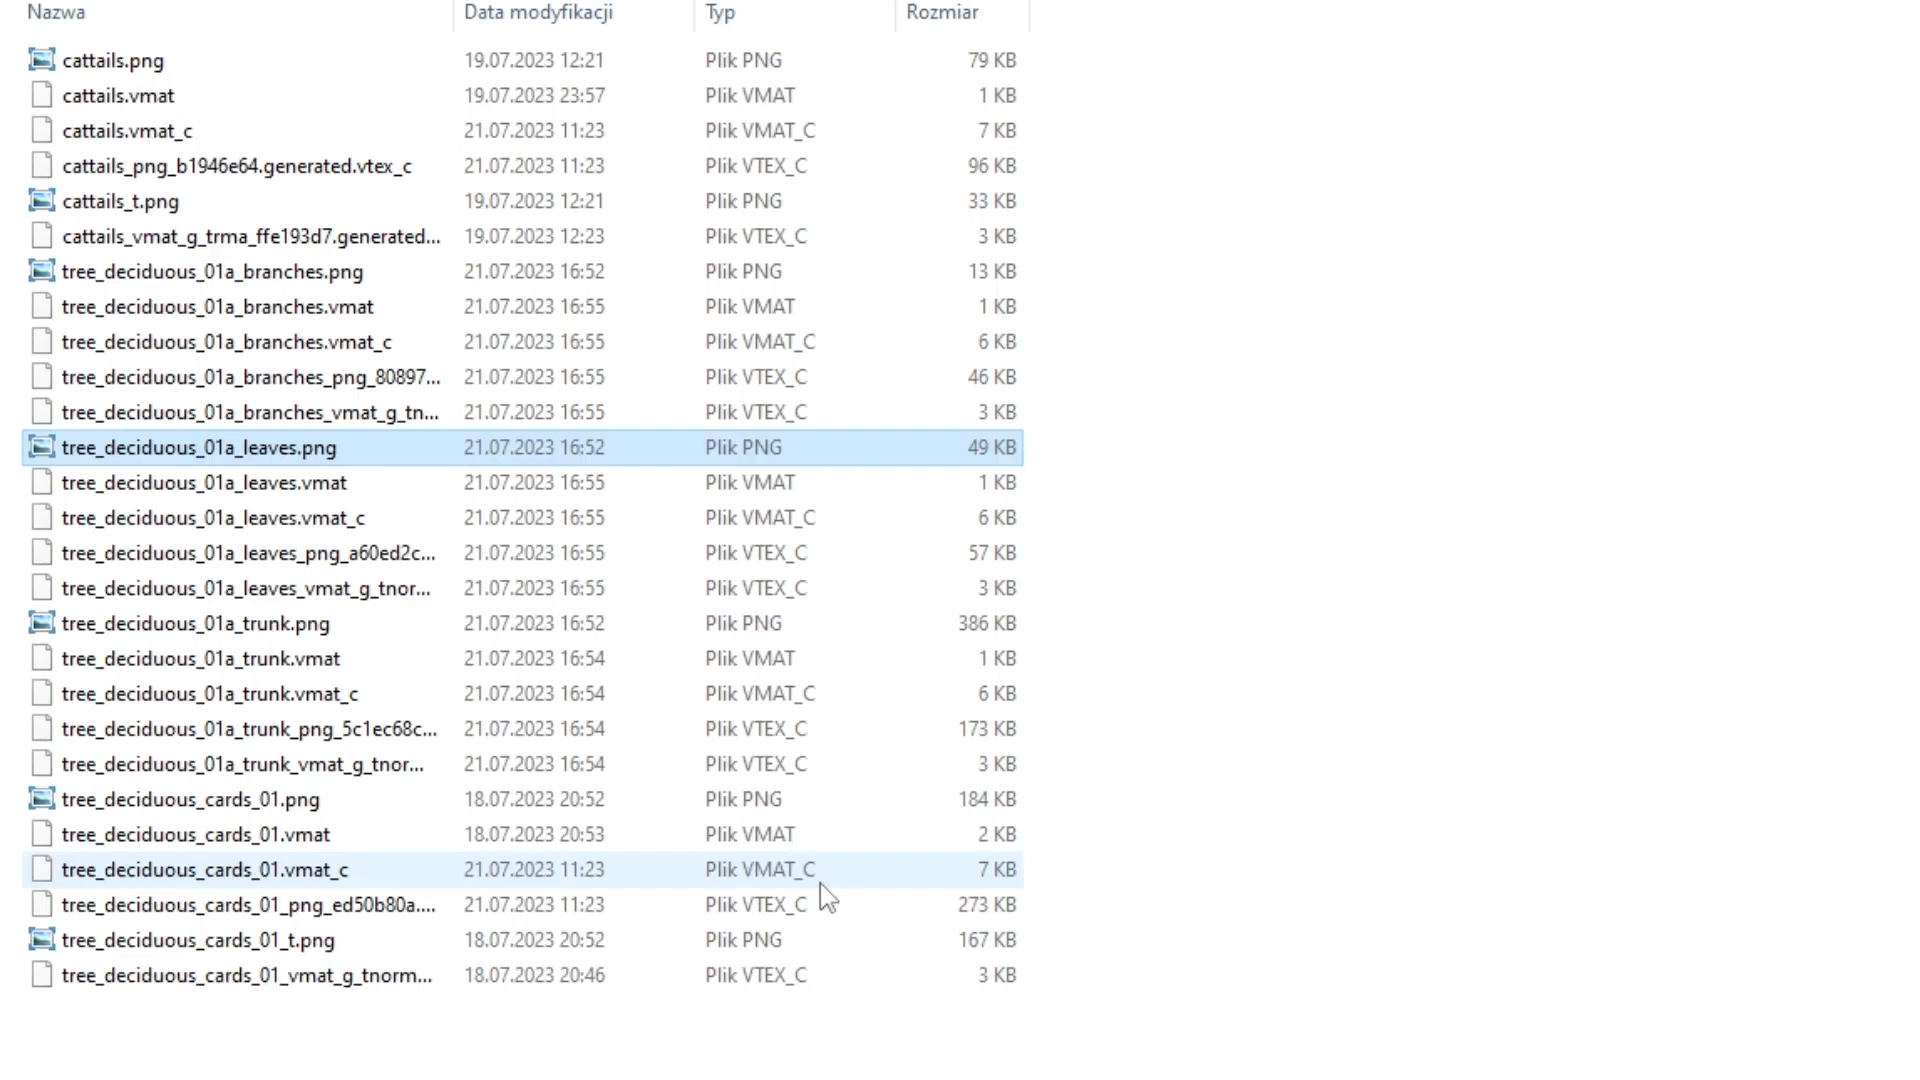 Nazwa Data modyfikacji Typ Rozmiar
cattails.png 19.07.2023 12:21 Plik PNG 79 KB
cattails.vmat 19.07.2023 23:57 Plik VMAT 1 KB
cattails.vmat_c 21.07.2023 11:23 Plik VMAT_C 7 KB
cattails_png_b1946e64.generated.vtex_c 21.07.2023 11:23 Plik VTEX_C 96 KB
cattails_t.png 19.07.2023 12:21 Plik PNG 33 KB
cattails_vmat_g_trma_ffe193d7.generated... 19.07.2023 12:23 Plik VTEX_C 3 KB
tree_deciduous_01a_branches.png 21.07.2023 16:52 Plik PNG 13 KB
tree_deciduous_01a_branches.vmat 21.07.2023 16:55 Plik VMAT 1 KB
tree_deciduous_01a_branches.vmat_c 21.07.2023 16:55 Plik VMAT_C 6 KB
tree_deciduous_01a_branches_png_80897... 21.07.2023 16:55 Plik VTEX_C 46 KB
tree_deciduous_01a_branches_vmat_g_tn... 21.07.2023 16:55 Plik VTEX_C 3 KB
tree_deciduous_01a_leaves.png 21.07.2023 16:52 Plik PNG 49 KB
tree_deciduous_01a_leaves.vmat 21.07.2023 16:55 Plik VMAT 1 KB
tree_deciduous_01a_leaves.vmat_c 21.07.2023 16:55 Plik VMAT_C 6 KB
tree_deciduous_01a_leaves_png_a60ed2c... 21.07.2023 16:55 Plik VTEX_C 57 KB
tree_deciduous_01a_leaves_vmat_g_tnor... 21.07.2023 16:55 Plik VTEX_C 3 KB
tree_deciduous_01a_trunk.png 21.07.2023 16:52 Plik PNG 386 KB
tree_deciduous_01a_trunk.vmat 21.07.2023 16:54 Plik VMAT 1 KB
tree_deciduous_01a_trunk.vmat_c 21.07.2023 16:54 Plik VMAT_C 6 KB
tree_deciduous_01a_trunk_png_5c1ec68c... 21.07.2023 16:54 Plik VTEX_C 173 KB
tree_deciduous_01a_trunk_vmat_g_tnor... 21.07.2023 16:54 Plik VTEX_C 3 KB
tree_deciduous_cards_01.png 18.07.2023 20:52 Plik PNG 184 KB
tree_deciduous_cards_01.vmat 18.07.2023 20:53 Plik VMAT 2 KB
tree_deciduous_cards_01.vmat_c 21.07.2023 11:23 Plik VMAT_C 7 KB
tree_deciduous_cards_01_png_ed50b80a.... 21.07.2023 11:23 Plik VTEX_C 273 KB
tree_deciduous_cards_01_t.png 18.07.2023 20:52 Plik PNG 167 KB
tree_deciduous_cards_01_vmat_g_tnorm... 18.07.2023 20:46 Plik VTEX_C 3 KB